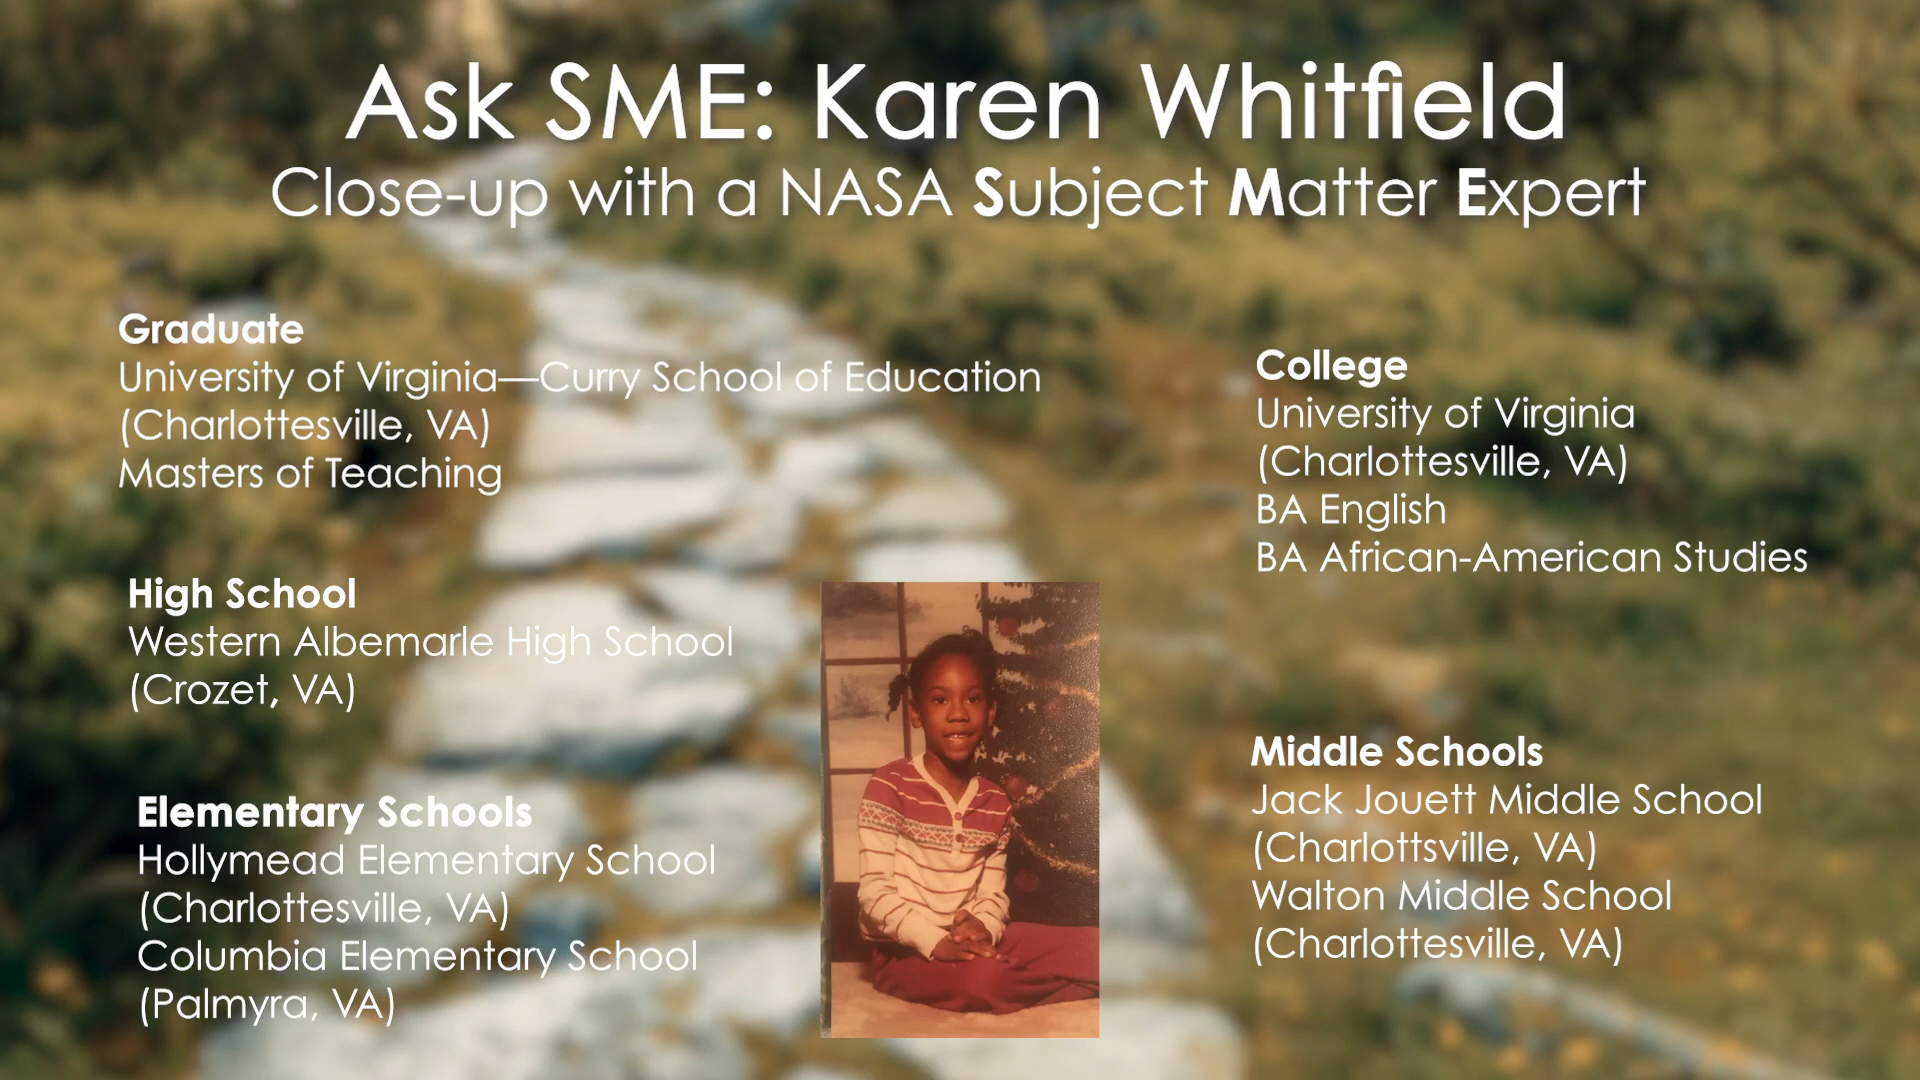 Ask SME: Karen Whitfield
Close-up with a NASA Subject Matter Expert
Graduate
University of Virginia—Curry School of Education
(Charlottesville, VA)
Masters of Teaching
College
University of Virginia
(Charlottesville, VA)
BA English
BA African-American Studies
High School
Western Albemarle High School
(Crozet, VA)
Middle Schools
Jack Jouett Middle School
(Charlottsville, VA)
Walton Middle School
(Charlottesville, VA)
Elementary Schools
Hollymead Elementary School
(Charlottesville, VA)
Columbia Elementary School
(Palmyra, VA)